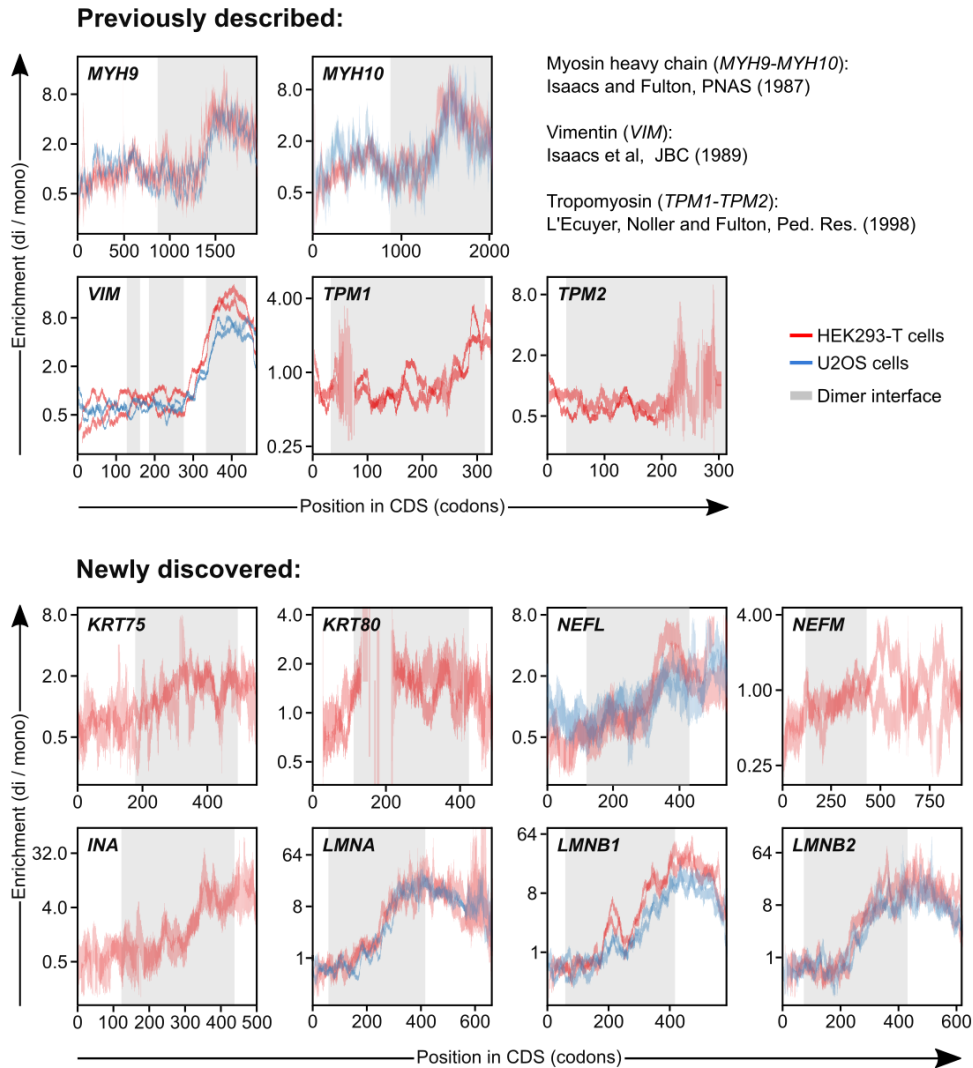 Previously described:
MYH9
MYH10
Enrichment (di / mono)
8.0
2.0
0.5
0 500 1000 1500
8.0
2.0
0.5
0 1000 2000
Myosin heavy chain (MYH9-MYH10):
Isaacs and Fulton, PNAS (1987)
Vimentin (VIM):
Isaacs et al, JBC (1989)
Tropomyosin (TPM1-TPM2):
L'Ecuyer, Noller and Fulton, Ped. Res. (1998)
VIM
8.0
2.0
0.5
0 100 200 300 400
TPM1
4.00
1.00
0.25
0 100 200 300
TPM2
8.0
2.0
0.5
0 100 200 300
HEK293-T cells
U2OS cells
Dimer interface
Position in CDS (codons)
Newly discovered:
Enrichment (di / mono)
KRT75
8.0
2.0
0.5
0 200 400
KRT80
4.0
2.0
1.0
0.5
0 200 400
NEFL
8.0
2.0
0.5
0 200 400
NEFM
4.00
1.00
0.25
0 250 500 750
INA
32.0
4.0
0.5
0 100 200 300 400 500
LMNA
64
8
1
0 200 400 600
LMNB1
64
8
1
0 200 400
LMNB2
64
8
1
0 200 400 600
Position in CDS (codons)